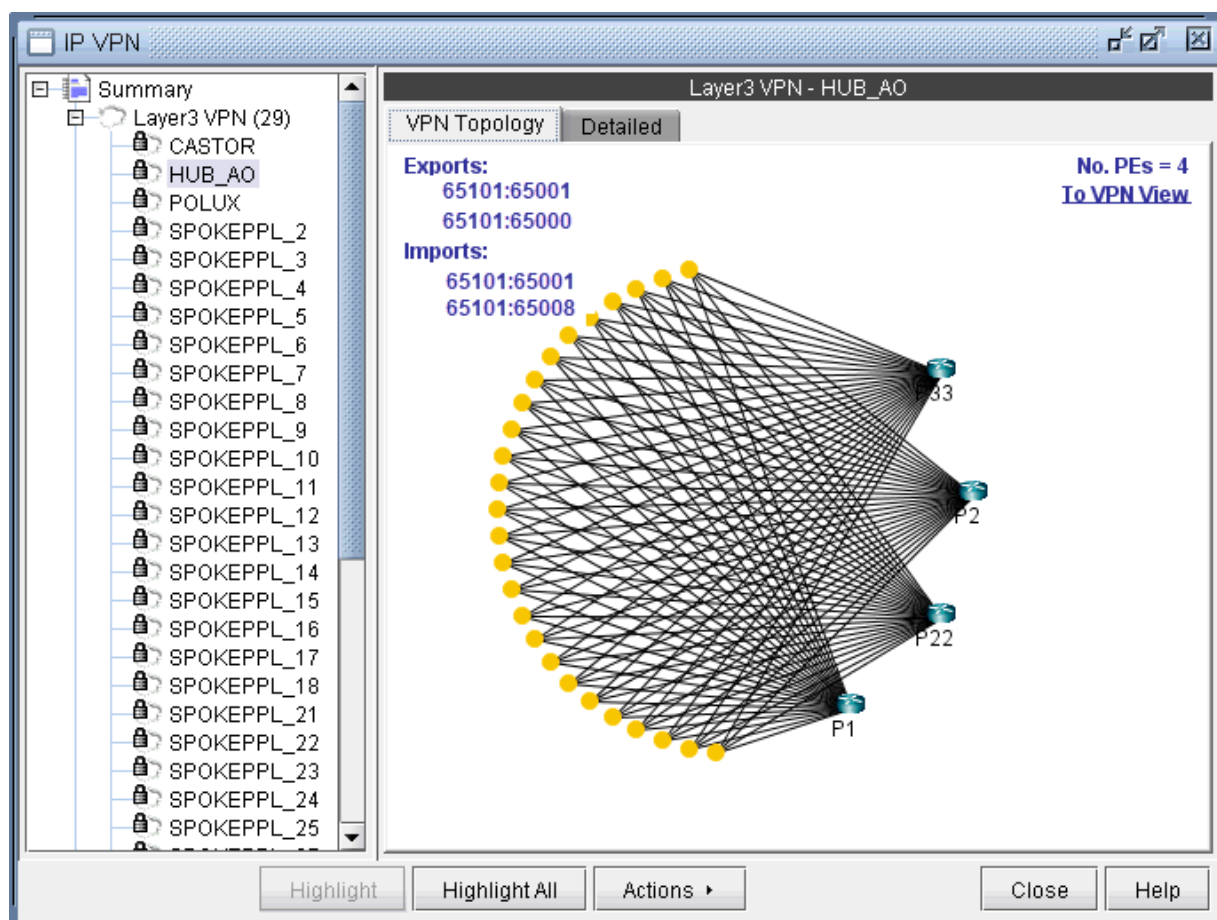 IP VPN
Summary
Layer3 VPN (29)
CASTOR
HUB_AO
POLUX
SPOKEPPL_2
SPOKEPPL_3
SPOKEPPL_4
SPOKEPPL_5
SPOKEPPL_6
SPOKEPPL_7
SPOKEPPL_8
SPOKEPPL_9
SPOKEPPL_10
SPOKEPPL_11
SPOKEPPL_12
SPOKEPPL_13
SPOKEPPL_14
SPOKEPPL_15
SPOKEPPL_16
SPOKEPPL_17
SPOKEPPL_18
SPOKEPPL_21
SPOKEPPL_22
SPOKEPPL_23
SPOKEPPL_24
SPOKEPPL_25
Layer3 VPN - HUB_AO
VPN Topology Detailed
Exports:
65101:65001
65101:65000
Imports:
65101:65001
65101:65008
No. PEs = 4
To VPN View
P33
P2
P22
P1
Highlight Highlight All Actions Close Help